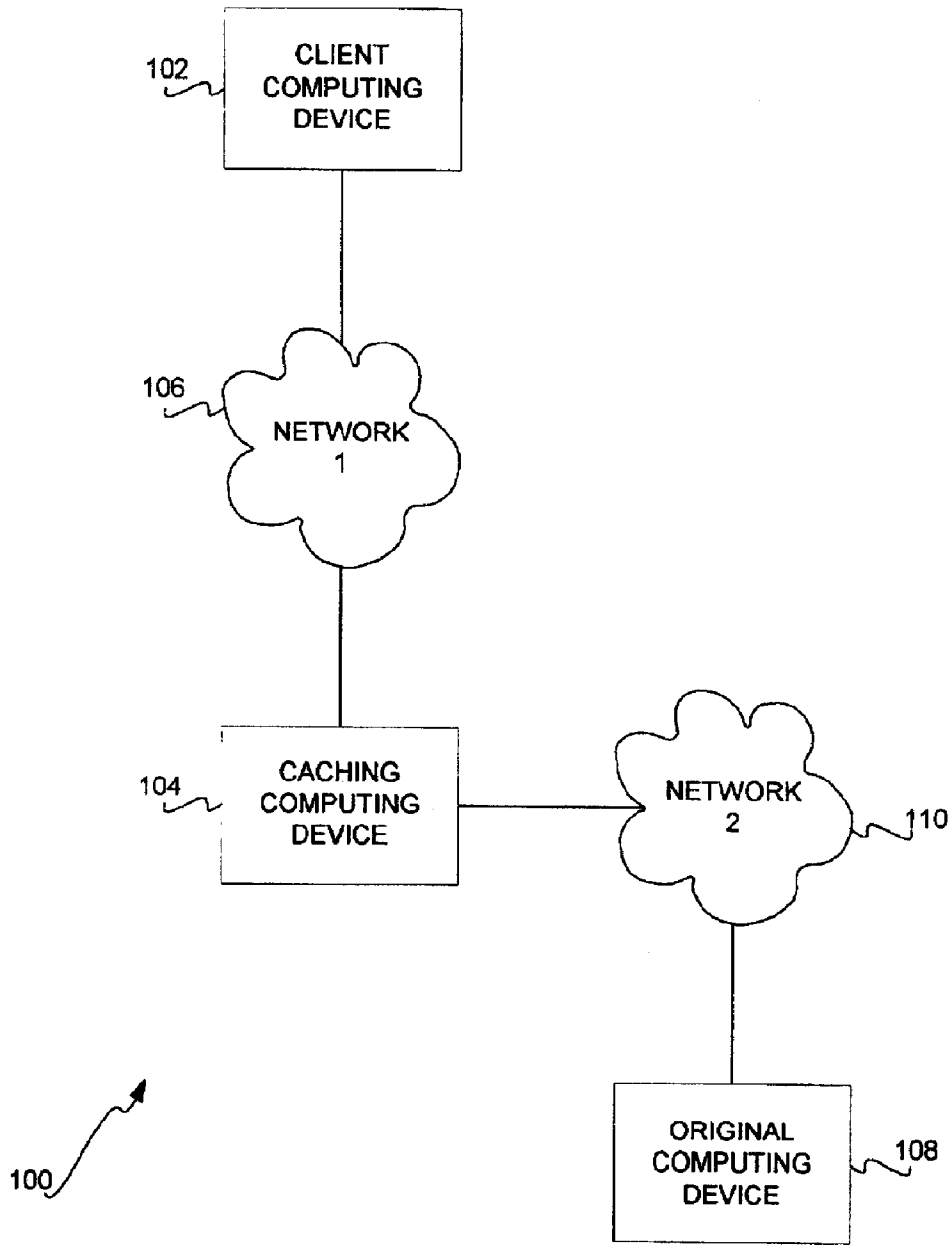 CLIENT
COMPUTING
DEVICE
102
106
NETWORK
1
104
CACHING
COMPUTING
DEVICE
NETWORK
2
110
ORIGINAL
COMPUTING
DEVICE
108
100